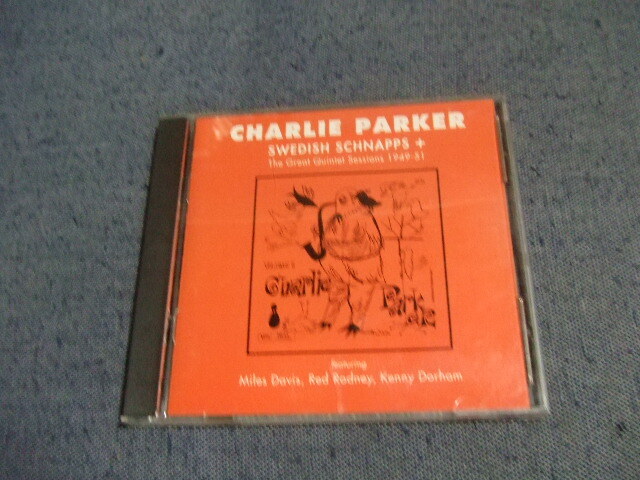 CHARLIE PARKER
SWEDISH SCHNAPPS +
The Great Quintet Sessions 1949-51
Charlie
Parker
featuring
Miles Davis, Red Rodney, Kenny Dorham